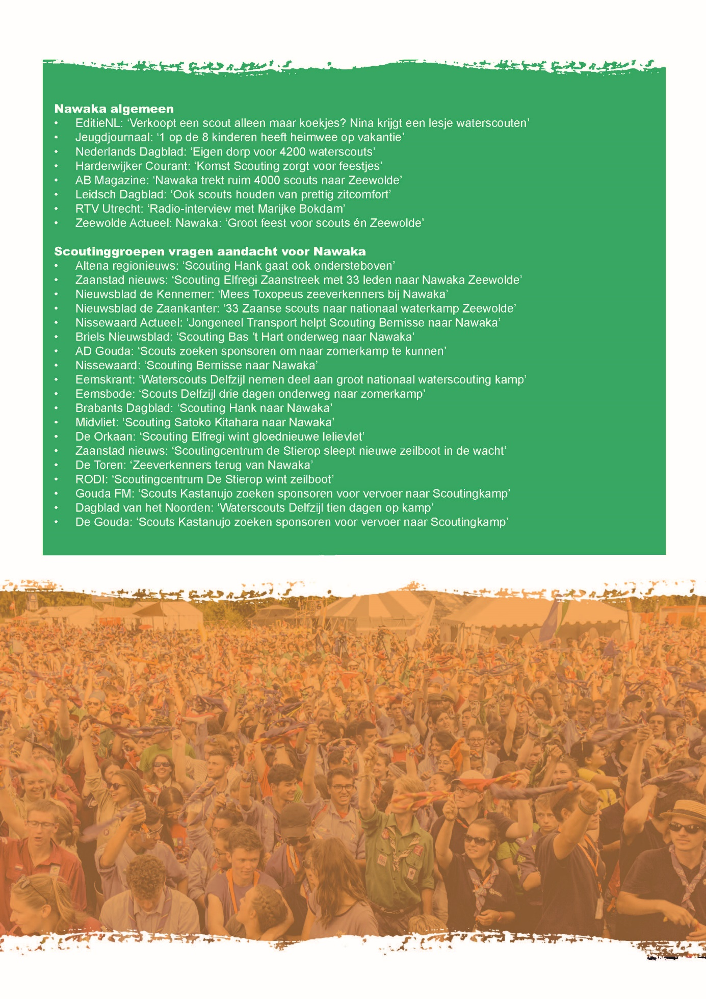 Nawaka algemeen
• EditieNL: ‘Verkoopt een scout alleen maar koekjes? Nina krijgt een lesje waterscouten’
• Jeugdjournaal: ‘1 op de 8 kinderen heeft heimwee op vakantie’
• Nederlands Dagblad: ‘Eigen dorp voor 4200 waterscouts’
• Harderwijker Courant: ‘Komst Scouting zorgt voor feestjes’
• AB Magazine: ‘Nawaka trekt ruim 4000 scouts naar Zeewolde’
• Leidsch Dagblad: ‘Ook scouts houden van prettig zitcomfort’
• RTV Utrecht: ‘Radio-interview met Marijke Bokdam’
• Zeewolde Actueel: Nawaka: ‘Groot feest voor scouts én Zeewolde’
Scoutinggroepen vragen aandacht voor Nawaka
• Altena regionieuws: ‘Scouting Hank gaat ook ondersteboven’
• Zaanstad nieuws: ‘Scouting Elfregi Zaanstreek met 33 leden naar Nawaka Zeewolde’
• Nieuwsblad de Kennemer: ‘Mees Toxopeus zeeverkenners bij Nawaka’
• Nieuwsblad de Zaankanter: ‘33 Zaanse scouts naar nationaal waterkamp Zeewolde’
• Nissewaard Actueel: ‘Jongeneel Transport helpt Scouting Bernisse naar Nawaka’
• Briels Nieuwsblad: ‘Scouting Bas ’t Hart onderweg naar Nawaka’
• AD Gouda: ‘Scouts zoeken sponsoren om naar zomerkamp te kunnen’
• Nissewaard: ‘Scouting Bernisse naar Nawaka’
• Eemskrant: ‘Waterscouts Delfzijl nemen deel aan groot nationaal waterscouting kamp’
• Eemsbode: ‘Scouts Delfzijl drie dagen onderweg naar zomerkamp’
• Brabants Dagblad: ‘Scouting Hank naar Nawaka’
• Midvliet: ‘Scouting Satoko Kitahara naar Nawaka’
• De Orkaan: ‘Scouting Elfregi wint gloednieuwe lelievlet’
• Zaanstad nieuws: ‘Scoutingcentrum de Stierop sleept nieuwe zeilboot in de wacht’
• De Toren: ‘Zeeverkenners terug van Nawaka’
• RODI: ‘Scoutingcentrum De Stierop wint zeilboot’
• Gouda FM: ‘Scouts Kastanujo zoeken sponsoren voor vervoer naar Scoutingkamp’
• Dagblad van het Noorden: ‘Waterscouts Delfzijl tien dagen op kamp’
• De Gouda: ‘Scouts Kastanujo zoeken sponsoren voor vervoer naar Scoutingkamp’